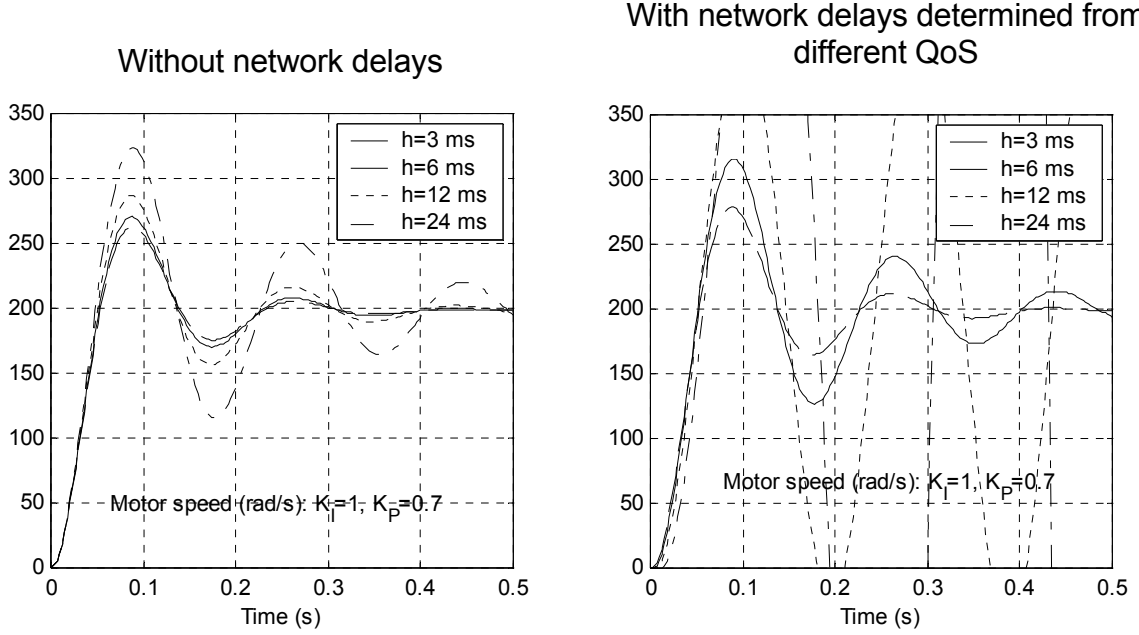 Without network delays
350
300
250
200
150
100
50
0
0
0.1
0.2
0.3
0.4
0.5
Time (s)
h=3 ms
h=6 ms
h=12 ms
h=24 ms
Motor speed (rad/s): K_I=1, K_P=0.7
With network delays determined from
different QoS
350
300
250
200
150
100
50
0
0
0.1
0.2
0.3
0.4
0.5
Time (s)
h=3 ms
h=6 ms
h=12 ms
h=24 ms
Motor speed (rad/s): K_I=1, K_P=0.7